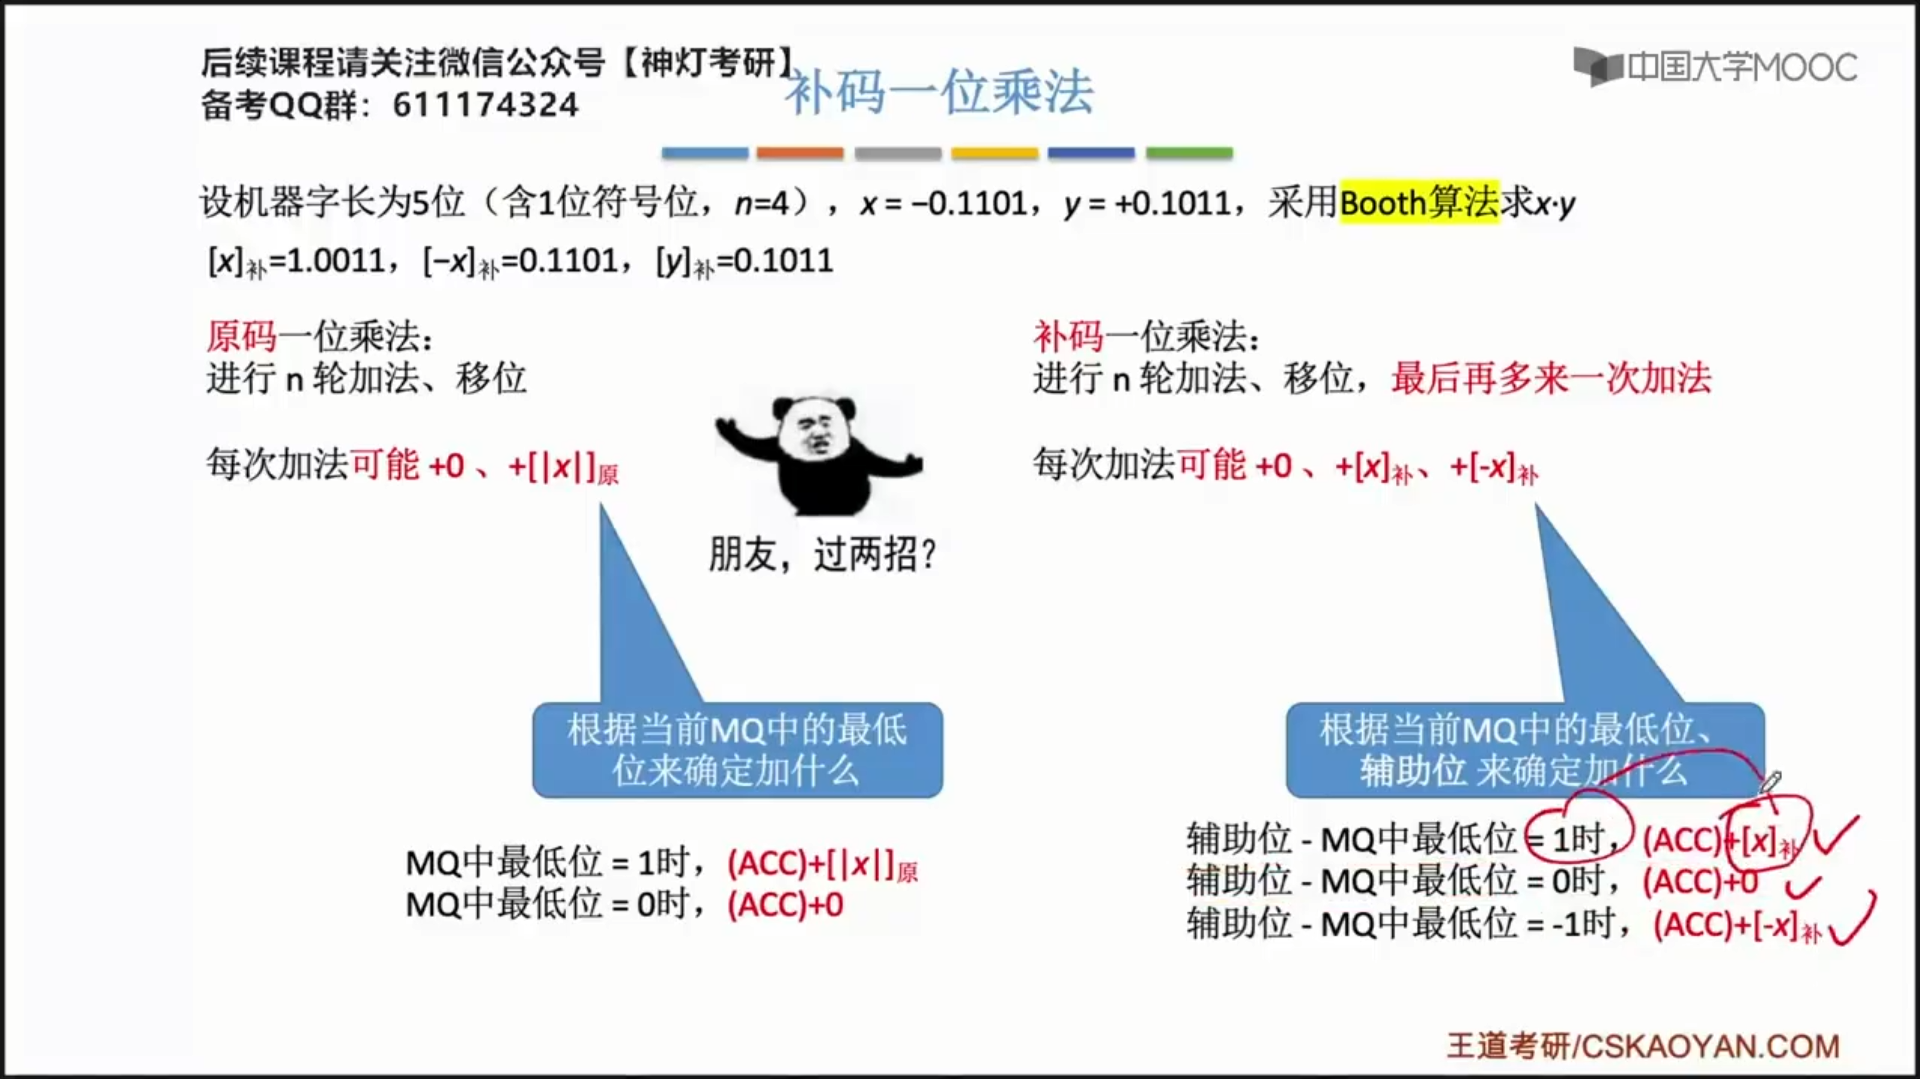 后续课程请关注微信公众号【神灯考研】
备考QQ群：611174324
中国大学MOOC
补码一位乘法
设机器字长为5位（含1位符号位，n=4），x = −0.1101，y = +0.1011，采用Booth算法求x·y
[x]补=1.0011，[−x]补=0.1101，[y]补=0.1011
原码一位乘法：
进行 n 轮加法、移位
每次加法可能 +0 、+[|x|]原
补码一位乘法：
进行 n 轮加法、移位，最后再多来一次加法
每次加法可能 +0 、+[x]补、+[-x]补
朋友，过两招？
根据当前MQ中的最低
位来确定加什么
MQ中最低位 = 1时，(ACC)+[|x|]原
MQ中最低位 = 0时，(ACC)+0
根据当前MQ中的最低位、
辅助位 来确定加什么
辅助位 - MQ中最低位 = 1时，(ACC)+[x]补
辅助位 - MQ中最低位 = 0时，(ACC)+0
辅助位 - MQ中最低位 = -1时，(ACC)+[-x]补
王道考研/CSKAOYAN.COM